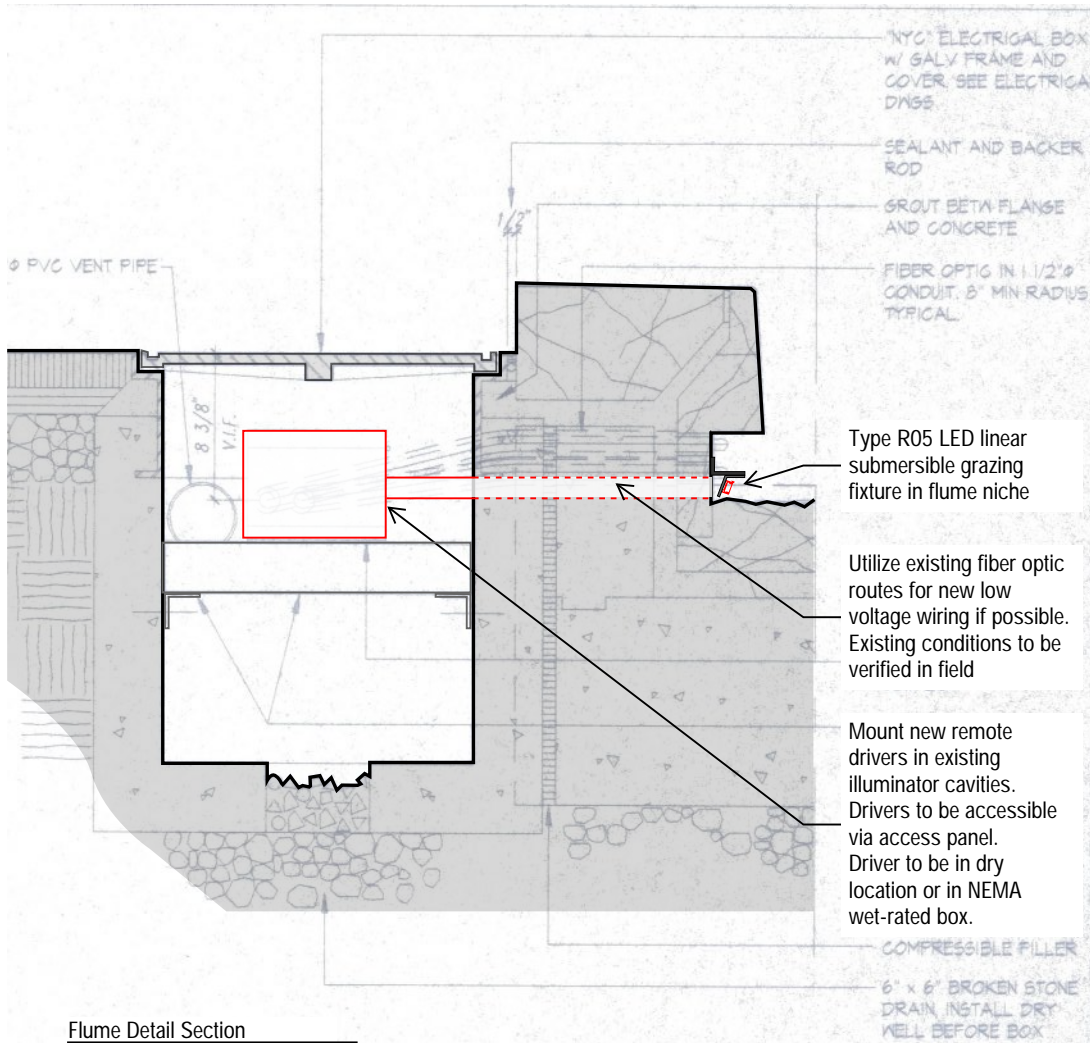 "NYC" ELECTRICAL BOX
W/ GALV FRAME AND
COVER, SEE ELECTRICA
DWGS.
SEALANT AND BACKER
ROD
1/2"
GROUT BETW FLANGE
AND CONCRETE
Ø PVC VENT PIPE
FIBER OPTIC IN 1 1/2"Ø
CONDUIT, 8" MIN RADIUS
TYPICAL
8 3/8"
V.I.F.
Type R05 LED linear
submersible grazing
fixture in flume niche
Utilize existing fiber optic
routes for new low
voltage wiring if possible.
Existing conditions to be
verified in field
Mount new remote
drivers in existing
illuminator cavities.
Drivers to be accessible
via access panel.
Driver to be in dry
location or in NEMA
wet-rated box.
COMPRESSIBLE FILLER
6" x 6" BROKEN STONE
DRAIN, INSTALL DRY
WELL BEFORE BOX
Flume Detail Section